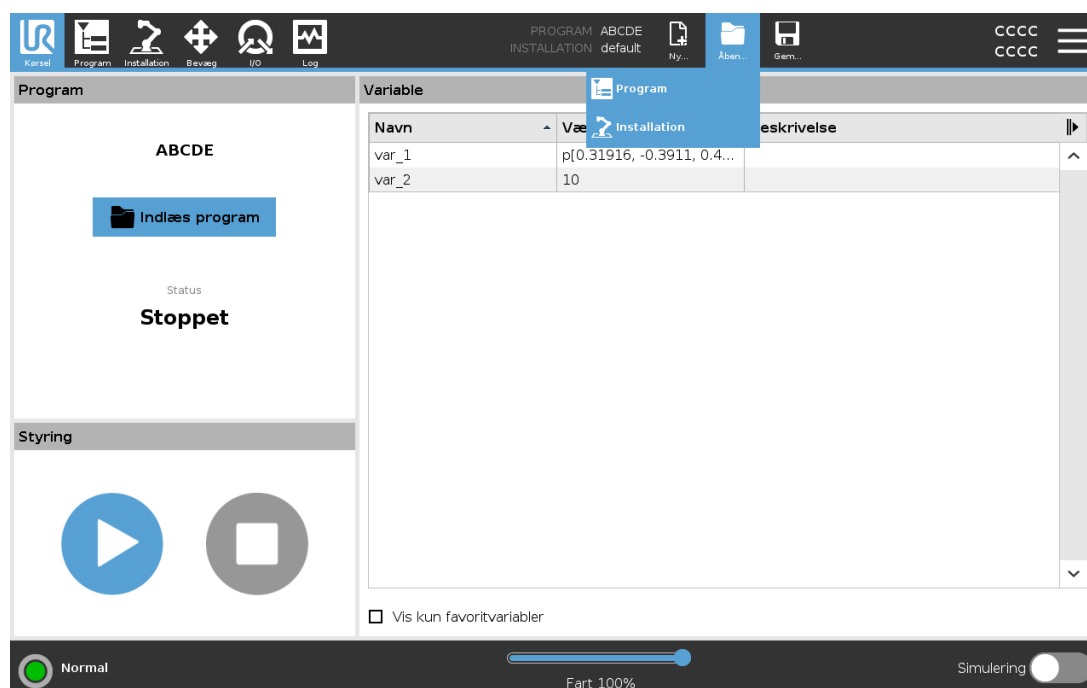 UR
Kørsel Program Installation Bevæg I/O Log
PROGRAM ABCDE
INSTALLATION default
Ny... Åben... Gem...
CCCC
CCCC
Program
Variable
Program
Installation
Navn Væ eskrivelse
var_1 p[0.31916, -0.3911, 0.4...
var_2 10
ABCDE
Indlæs program
Status
Stoppet
Styring
Vis kun favoritvariabler
Normal
Fart 100%
Simulering